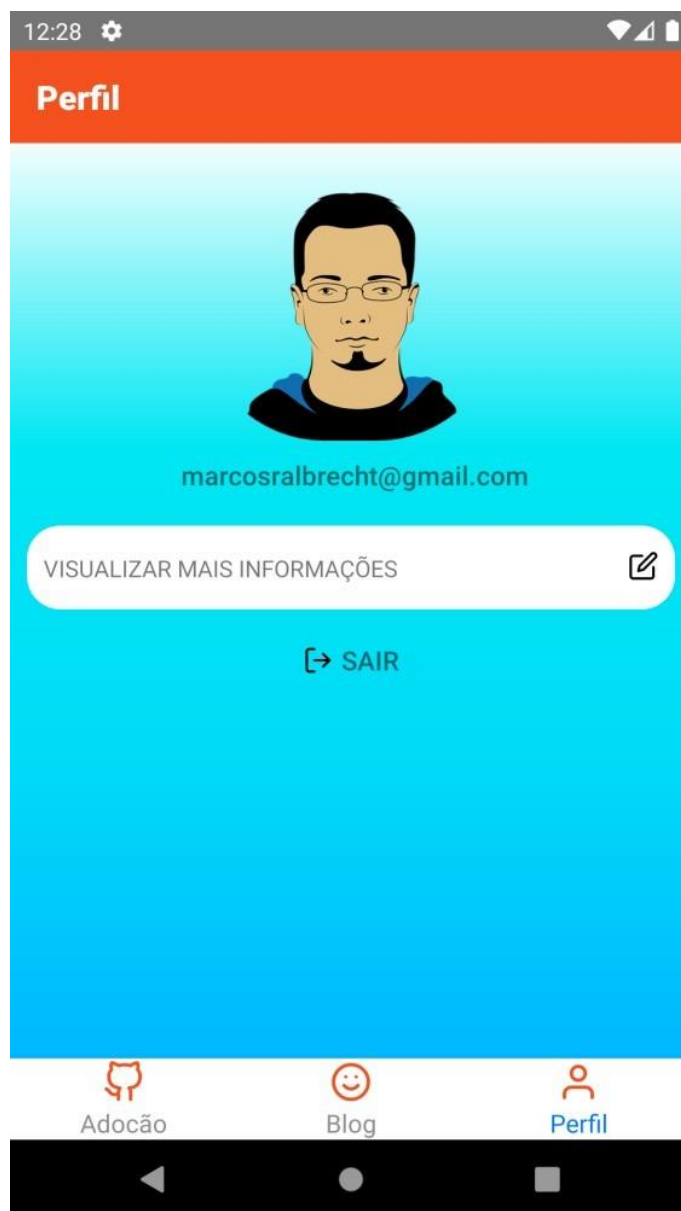 12:28
Perfil
marcosralbrecht@gmail.com
VISUALIZAR MAIS INFORMAÇÕES
SAIR
Adocão Blog Perfil